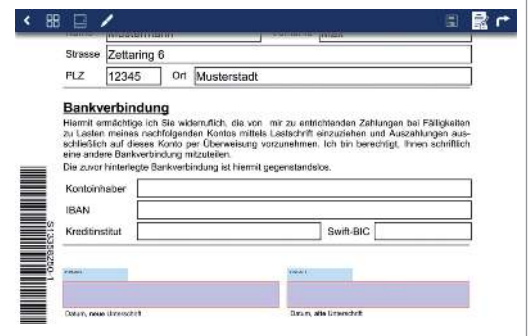 Mustermann
Strasse Zettaring 6
PLZ 12345 Ort Musterstadt
Bankverbindung
Hiermit ermächtige ich Sie widerruflich, die von mir zu entrichtenden Zahlungen bei Fälligkeiten
zu Lasten meines nachfolgenden Kontos mittels Lastschrift einzuziehen und Auszahlungen aus-
schließlich auf dieses Konto per Überweisung vorzunehmen. Ich bin berechtigt, Ihnen schriftlich
eine andere Bankverbindung mitzuteilen.
Die zuvor hinterlegte Bankverbindung ist hiermit gegenstandslos.
Kontoinhaber
IBAN
Kreditinstitut Swift-BIC
S13358250-1
Datum, neue Unterschrift Datum, alte Unterschrift